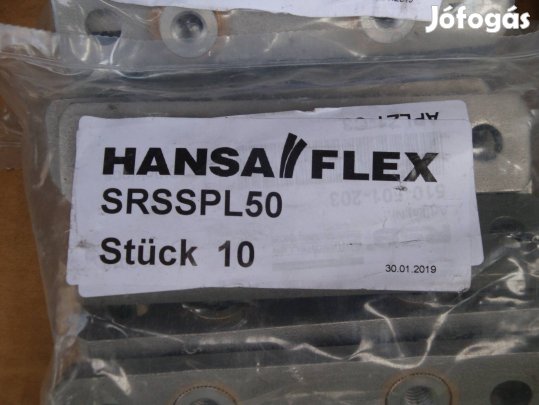 Jófogás
HANSA FLEX
SRSSPL50
Stück 10
30.01.2019